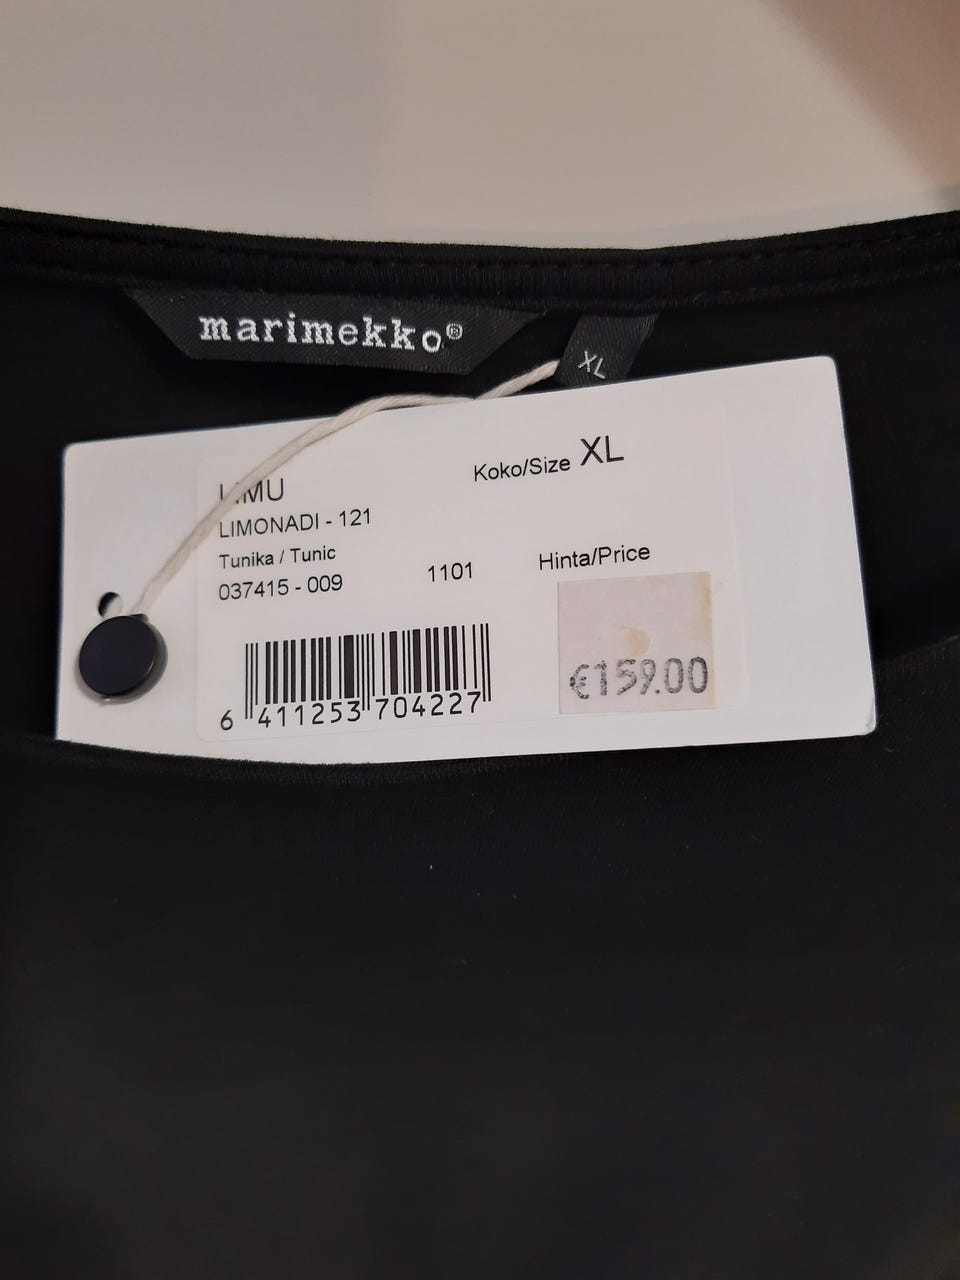 marimekko®
XL
Koko/Size XL
LIMU
LIMONADI - 121
Tunika / Tunic
037415 - 009
1101
Hinta/Price
€159.00
6 411253 704227